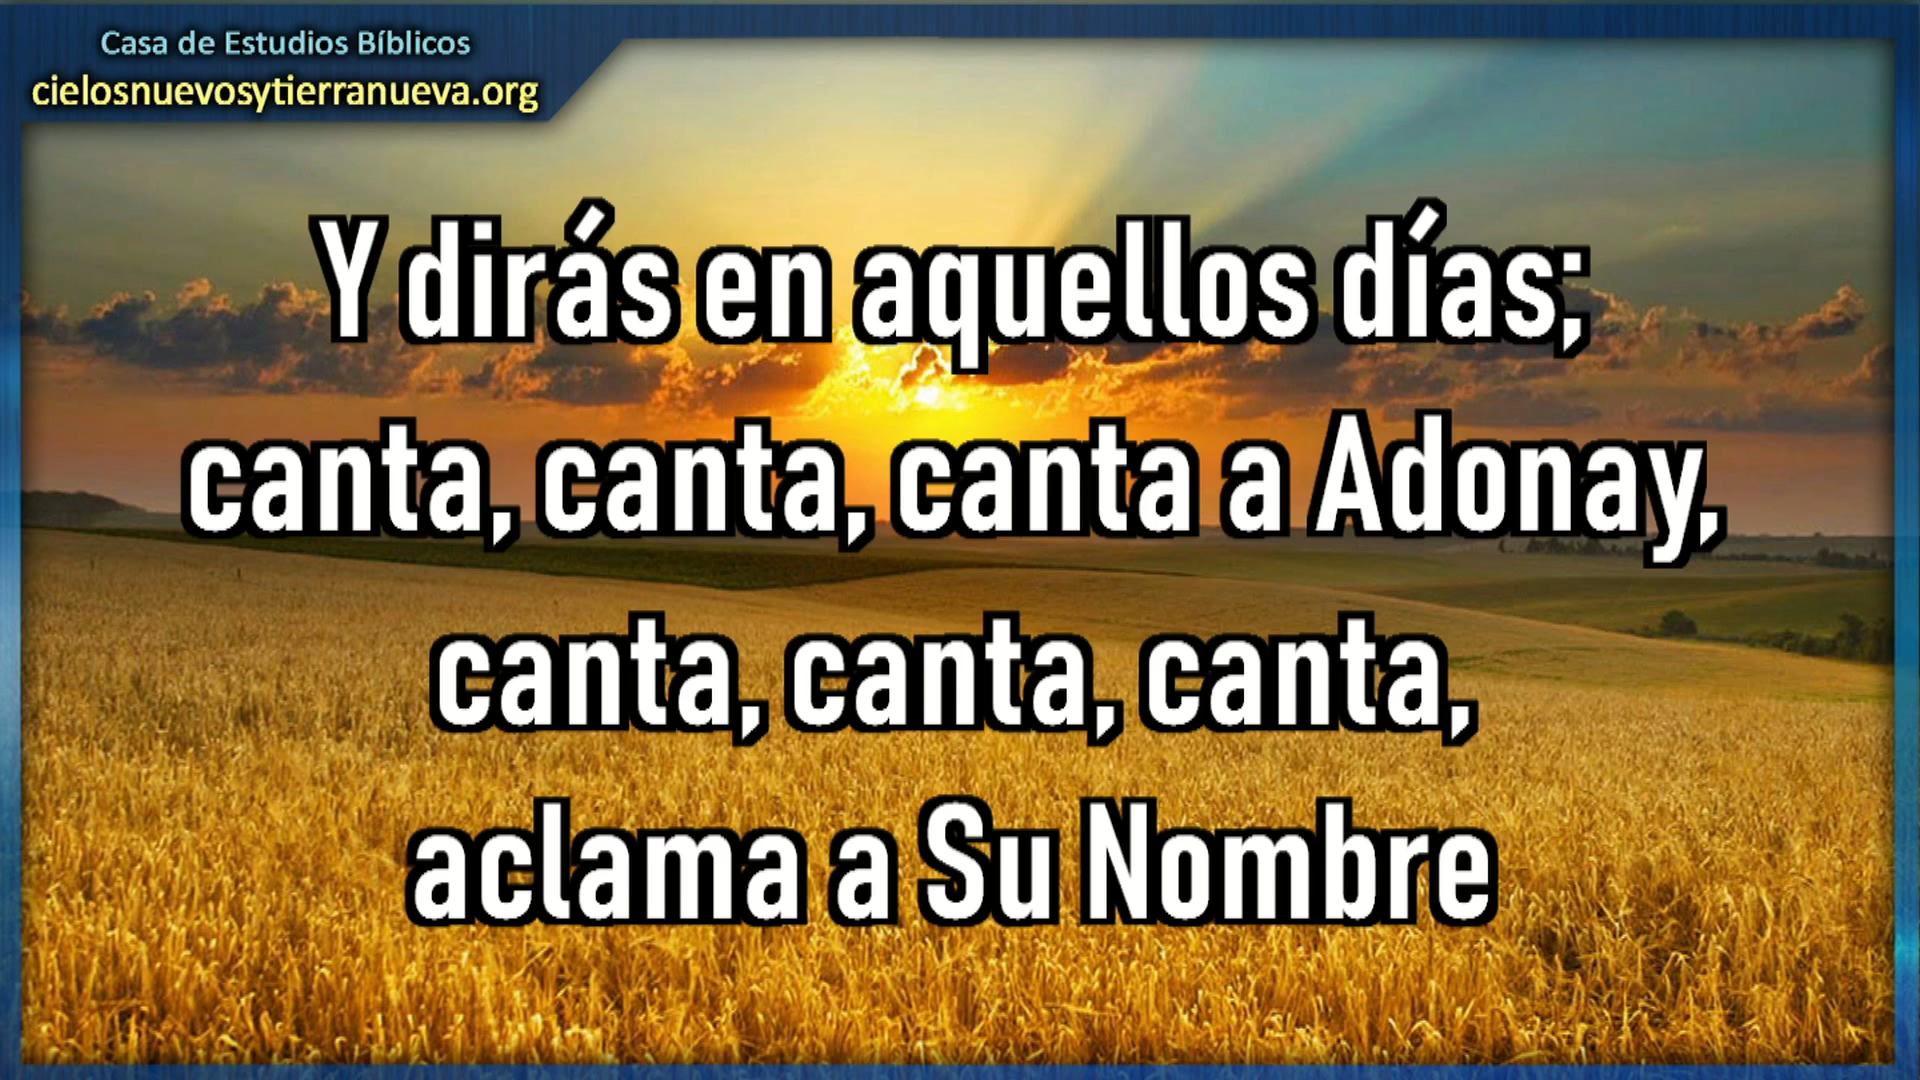 Casa de Estudios Bíblicos
cielosnuevosytierranueva.org
Y dirás en aquellos días;
canta, canta, canta a Adonay,
canta, canta, canta,
aclama a Su Nombre